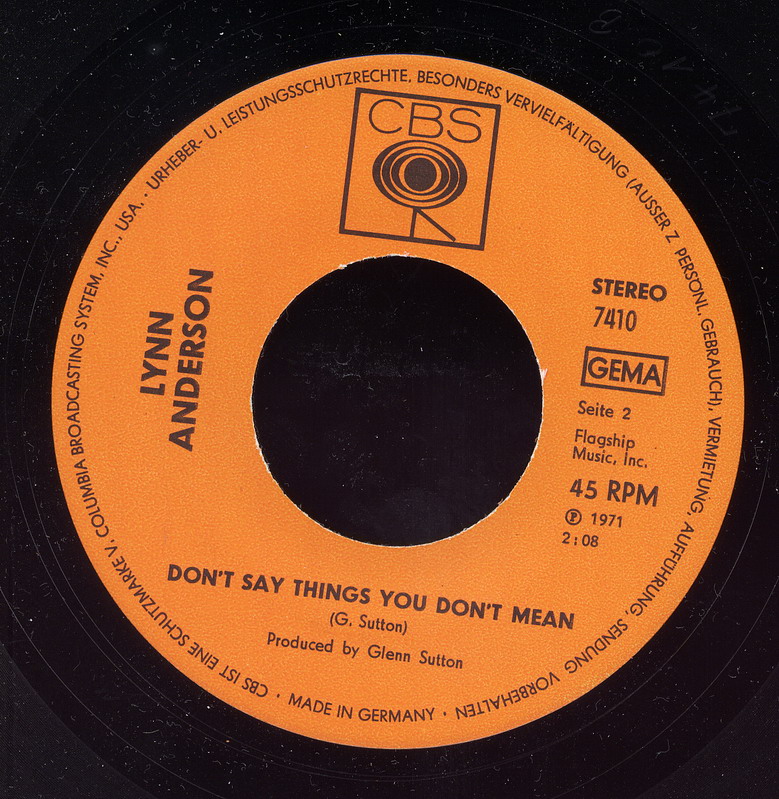 CBS
LYNN
ANDERSON
STEREO
7410
GEMA
Seite 2
Flagship
Music, Inc.
45 RPM
Ⓟ 1971
2:08
DON'T SAY THINGS YOU DON'T MEAN
(G. Sutton)
Produced by Glenn Sutton
CBS IST EINE SCHUTZMARKE V. COLUMBIA BROADCASTING SYSTEM, INC., USA. · URHEBER- U. LEISTUNGSSCHUTZRECHTE, BESONDERS VERVIELFÄLTIGUNG (AUSSER Z. PERSÖNL. GEBRAUCH), VERMIETUNG, AUFFÜHRUNG, SENDUNG VORBEHALTEN · MADE IN GERMANY ·